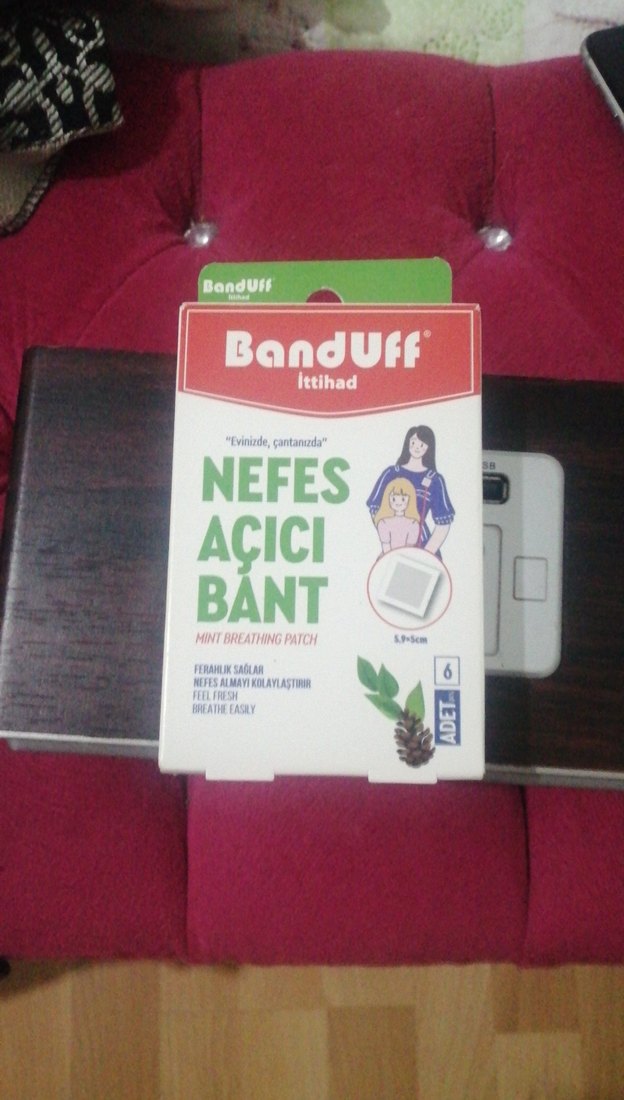 BandUff
İttihad
BandUff®
İttihad
"Evinizde, çantanızda"
NEFES
AÇICI
BANT
MINT BREATHING PATCH
5,9×5cm
FERAHLIK SAĞLAR
NEFES ALMAYI KOLAYLAŞTIRIR
FEEL FRESH
BREATHE EASILY
6
ADET